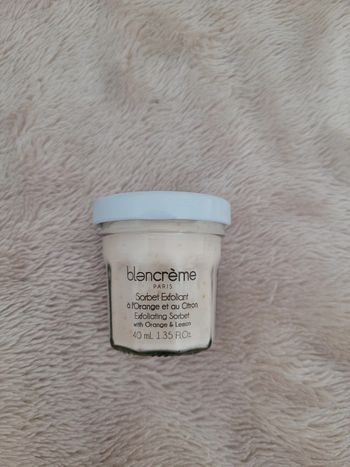 blancrème
PARIS
Sorbet Exfoliant
à l'Orange et au Citron
Exfoliating Sorbet
with Orange & Lemon
40 mL 1.35 Fl.Oz.